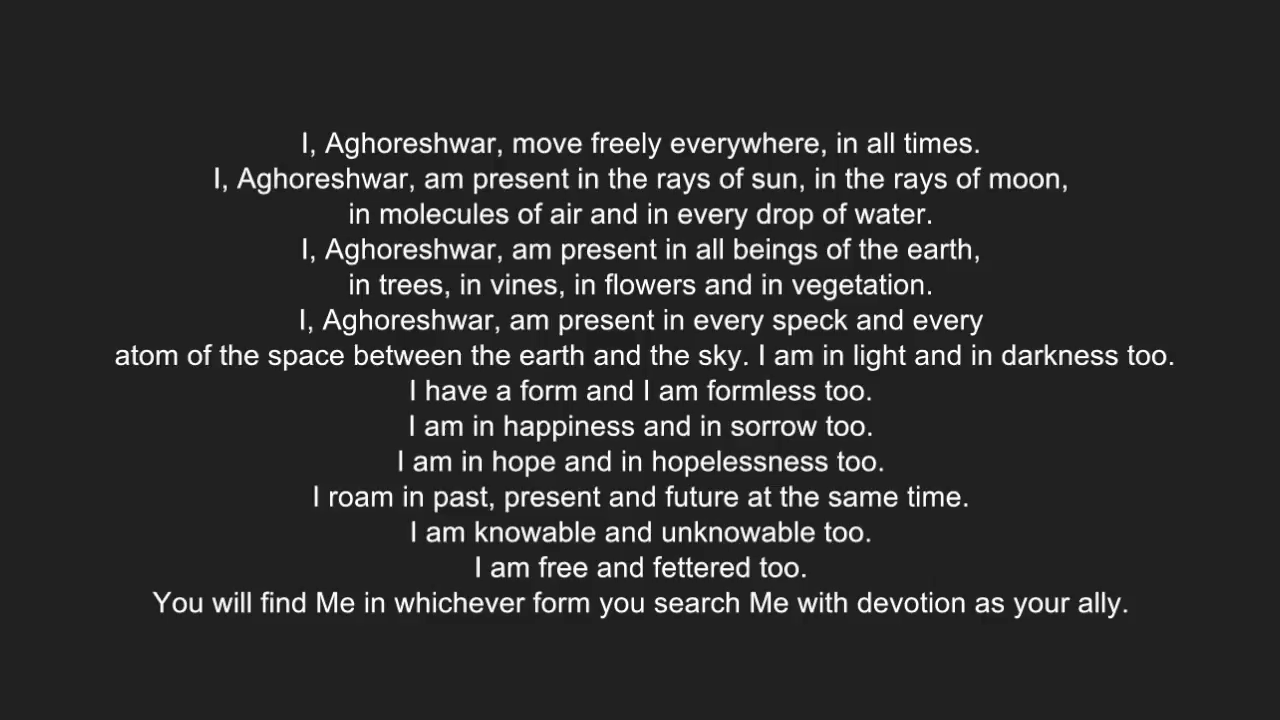 I, Aghoreshwar, move freely everywhere, in all times.
I, Aghoreshwar, am present in the rays of sun, in the rays of moon,
in molecules of air and in every drop of water.
I, Aghoreshwar, am present in all beings of the earth,
in trees, in vines, in flowers and in vegetation.
I, Aghoreshwar, am present in every speck and every
atom of the space between the earth and the sky. I am in light and in darkness too.
I have a form and I am formless too.
I am in happiness and in sorrow too.
I am in hope and in hopelessness too.
I roam in past, present and future at the same time.
I am knowable and unknowable too.
I am free and fettered too.
You will find Me in whichever form you search Me with devotion as your ally.